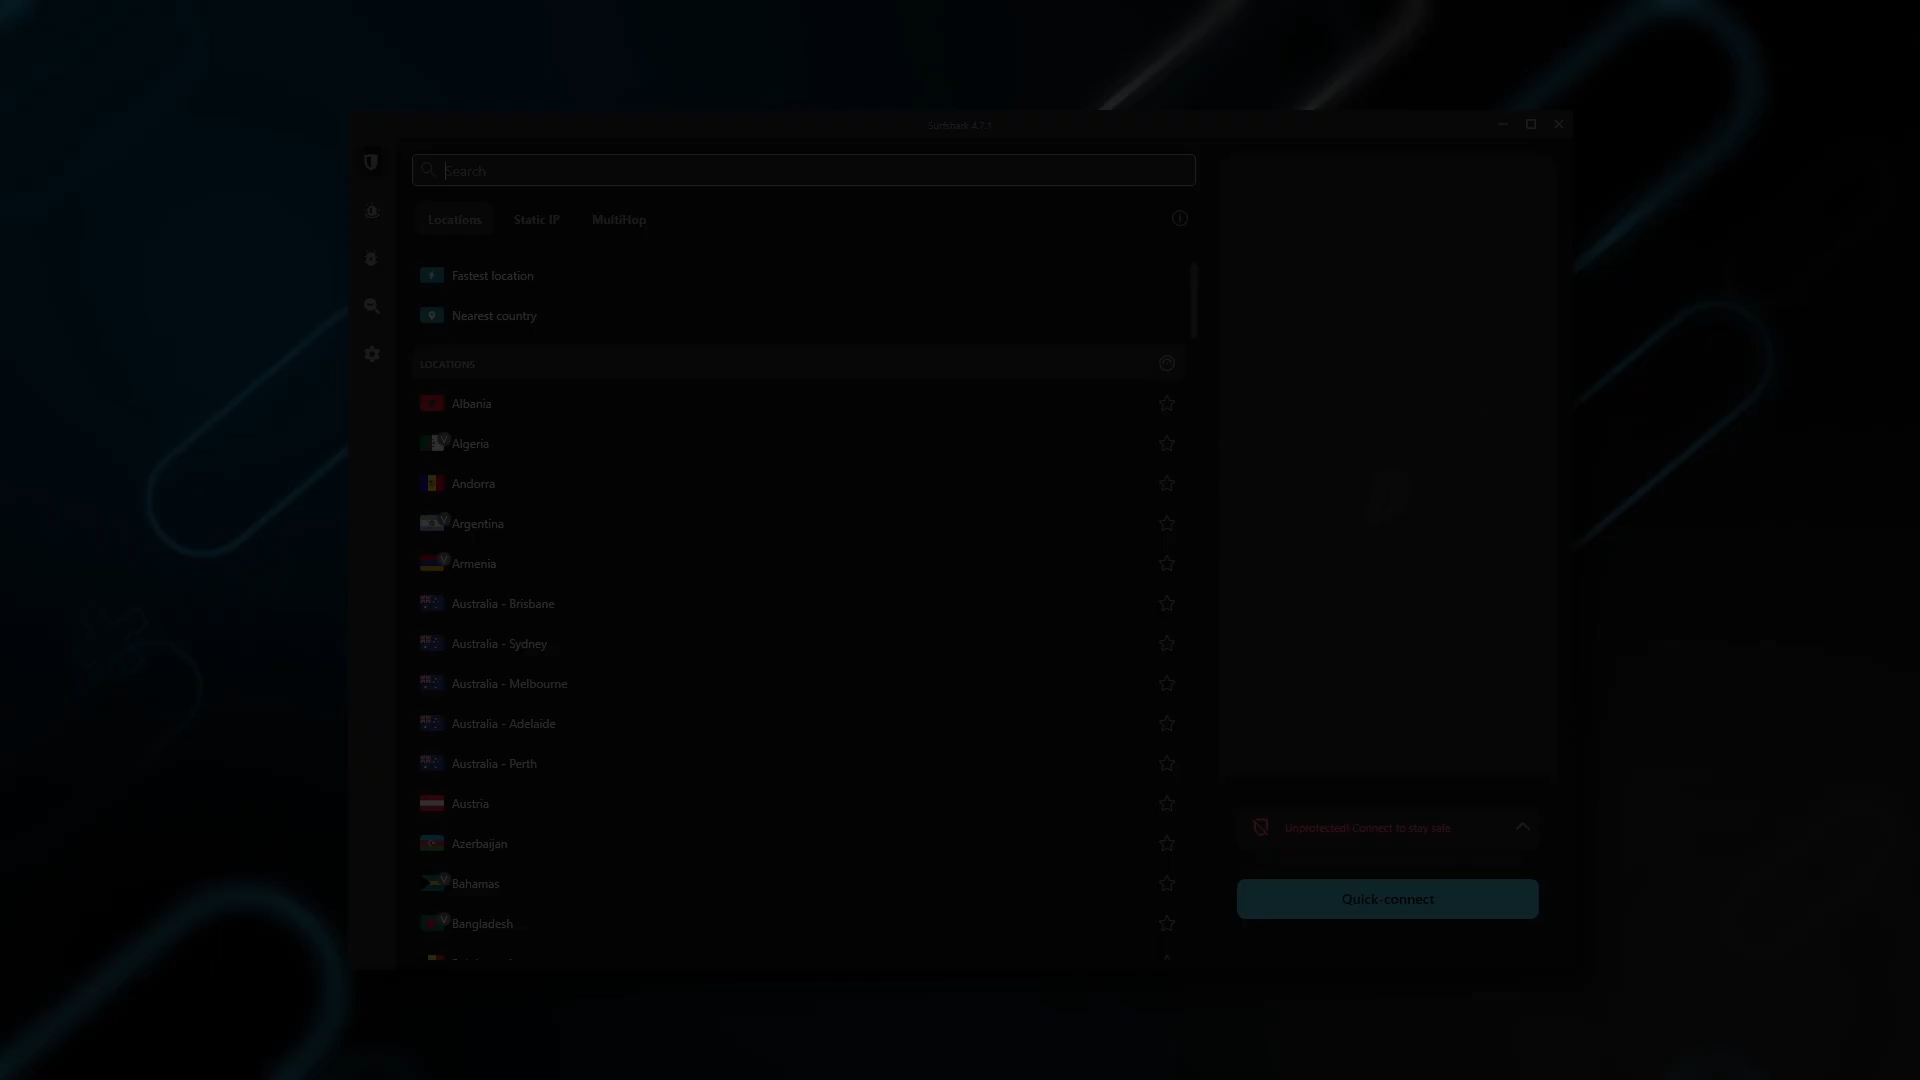 Surfshark 4.7.1
Search
Locations Static IP MultiHop
Fastest location
Nearest country
LOCATIONS
Albania
V Algeria
Andorra
V Argentina
V Armenia
Australia - Brisbane
Australia - Sydney
Australia - Melbourne
Australia - Adelaide
Australia - Perth
Austria
Azerbaijan
V Bahamas
V Bangladesh
Unprotected! Connect to stay safe
Quick-connect